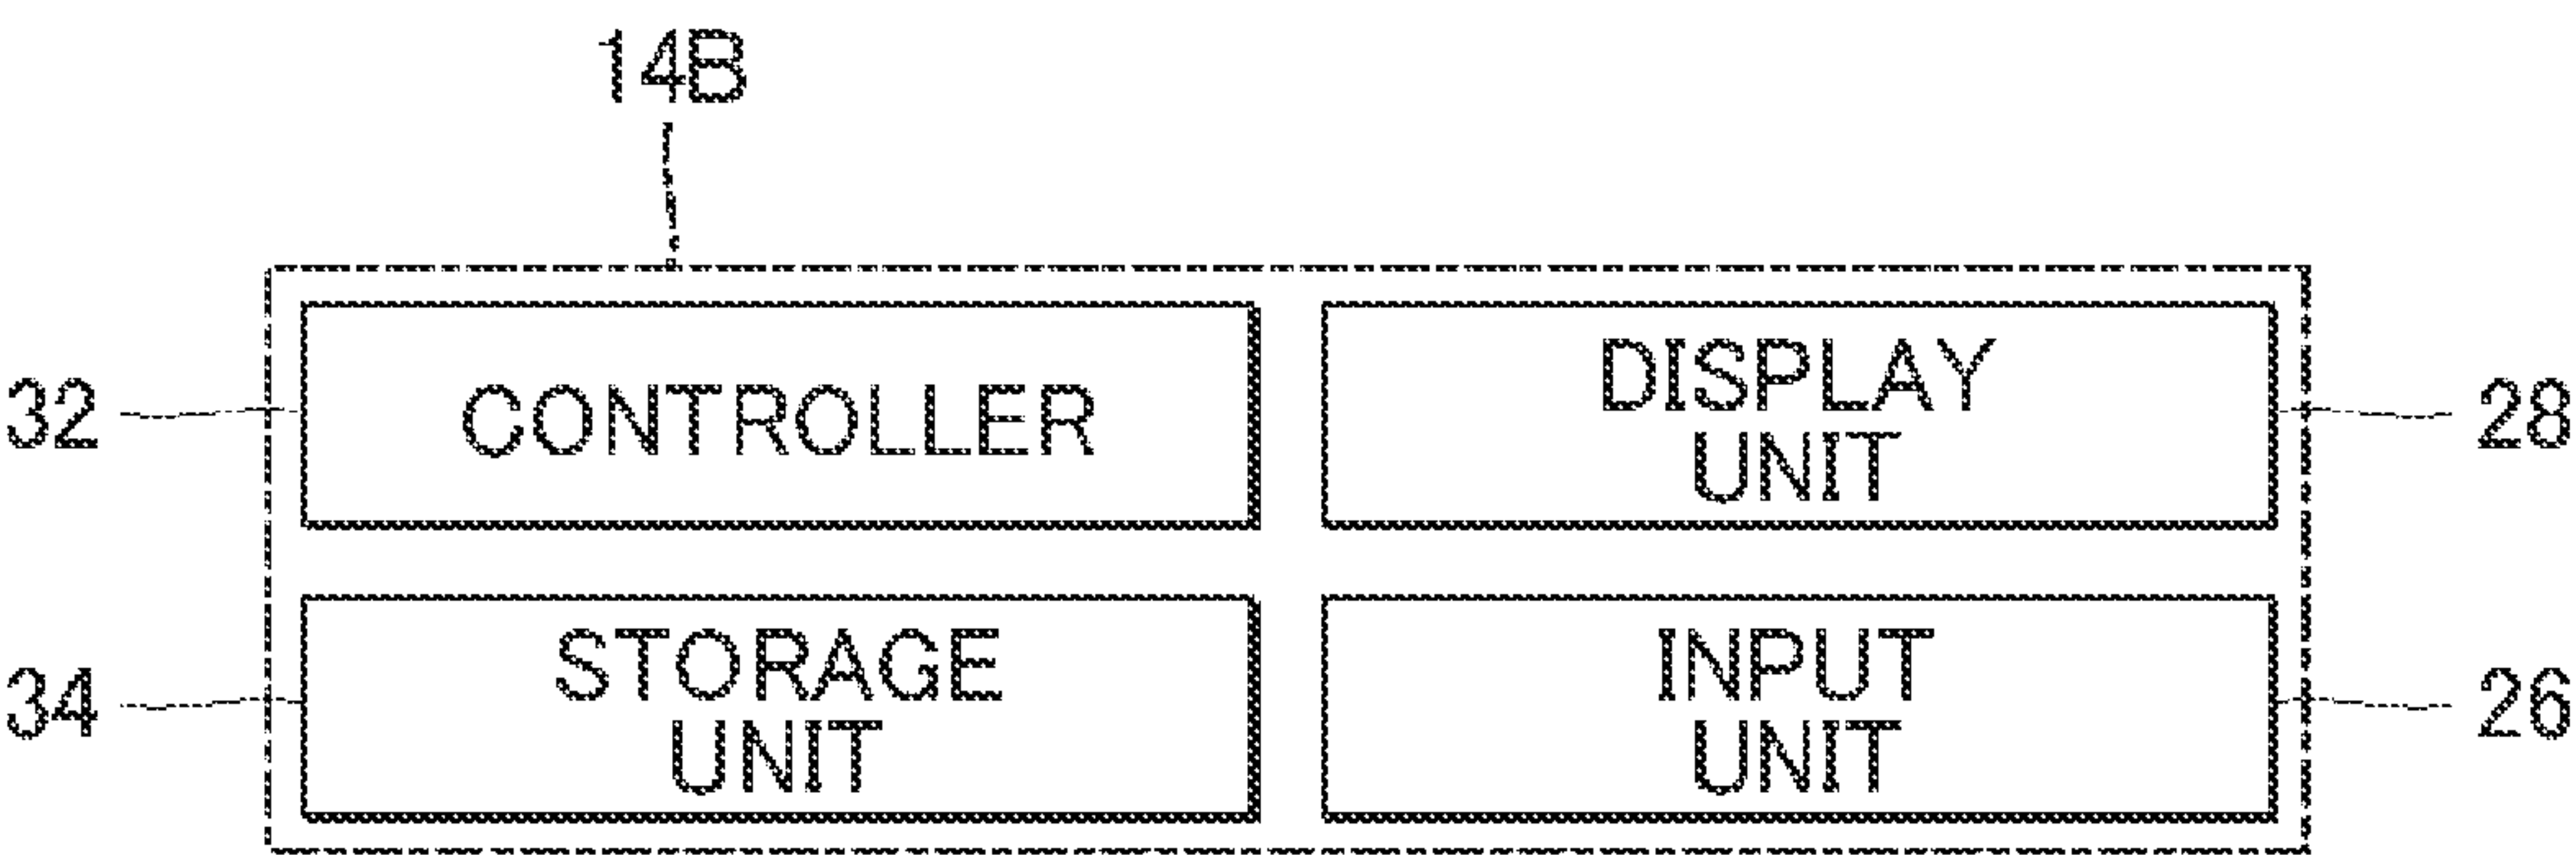 14B
32
CONTROLLER
DISPLAY
UNIT
28
34
STORAGE
UNIT
INPUT
UNIT
26